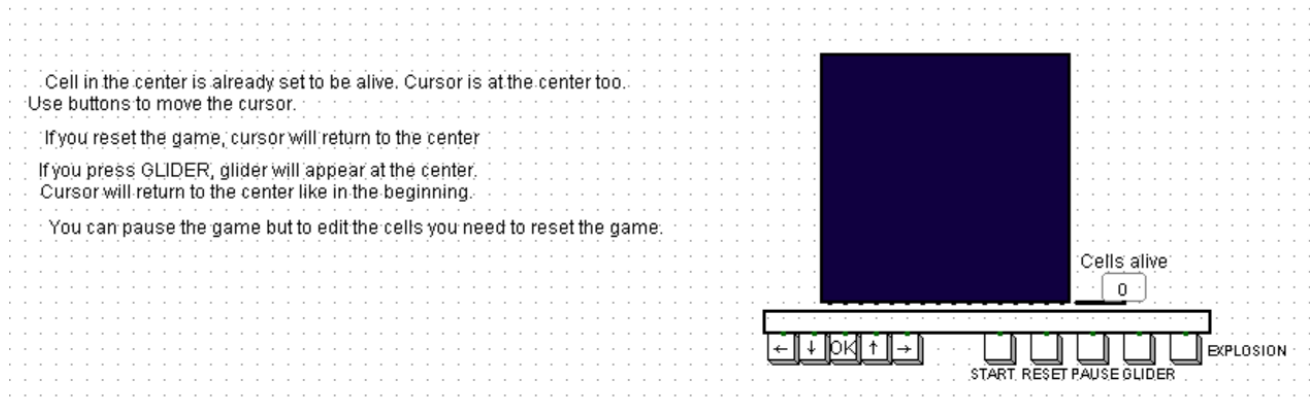 Cell in the center is already set to be alive. Cursor is at the center too.
Use buttons to move the cursor.
If you reset the game, cursor will return to the center
If you press GLIDER, glider will appear at the center.
Cursor will return to the center like in the beginning.
You can pause the game but to edit the cells you need to reset the game.
Cells alive
0
← ↓ OK ↑ →
EXPLOSION
START RESET PAUSE GLIDER